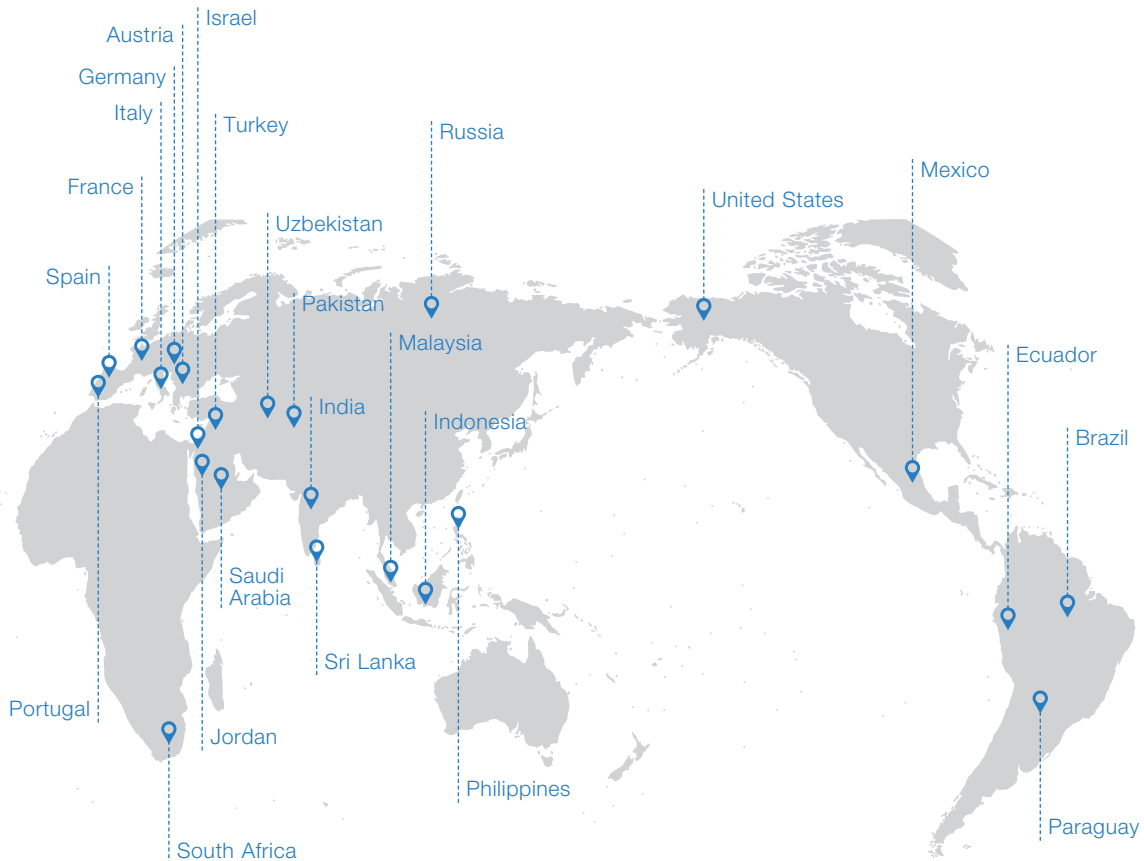 Israel
Austria
Germany
Italy
Turkey
Russia
Mexico
France
United States
Uzbekistan
Spain
Pakistan
Malaysia
Ecuador
India
Indonesia
Brazil
Saudi
Arabia
Sri Lanka
Portugal
Jordan
Philippines
Paraguay
South Africa